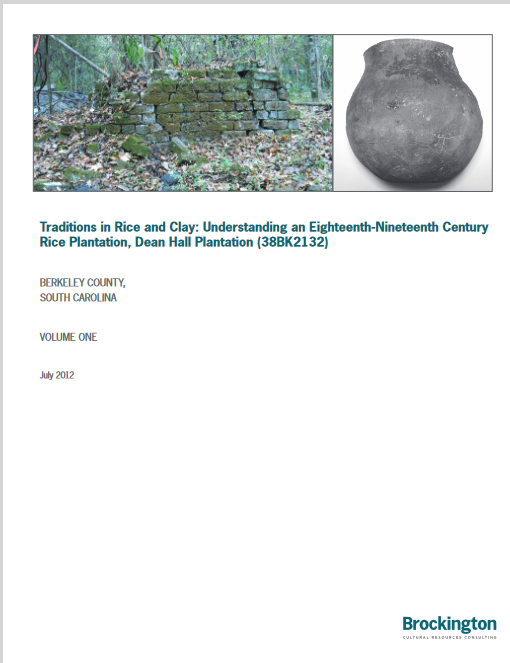 Traditions in Rice and Clay: Understanding an Eighteenth-Nineteenth Century
Rice Plantation, Dean Hall Plantation (38BK2132)
BERKELEY COUNTY,
SOUTH CAROLINA
VOLUME ONE
July 2012
Brockington
CULTURAL RESOURCES CONSULTING